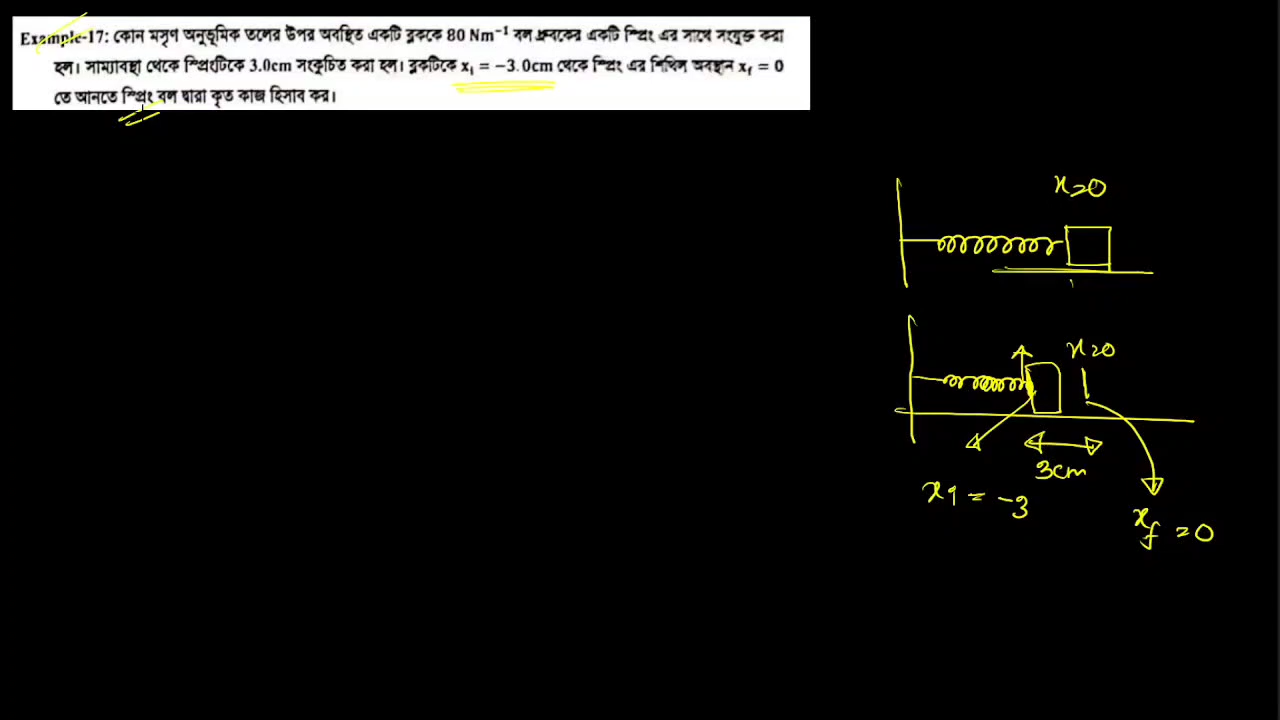 Example-17: কোন মসৃণ অনুভূমিক তলের উপর অবস্থিত একটি ব্লককে 80 Nm⁻¹ বল ধ্রুবকের একটি স্প্রিং এর সাথে সংযুক্ত করা
হল। সাম্যাবস্থা থেকে স্প্রিংটিকে 3.0cm সংকুচিত করা হল। ব্লকটিকে xᵢ = −3.0cm থেকে স্প্রিং এর শিথিল অবস্থান x_f = 0
তে আনতে স্প্রিং বল দ্বারা কৃত কাজ হিসাব কর।
x=0
x=0
3cm
xi = -3
x_f = 0